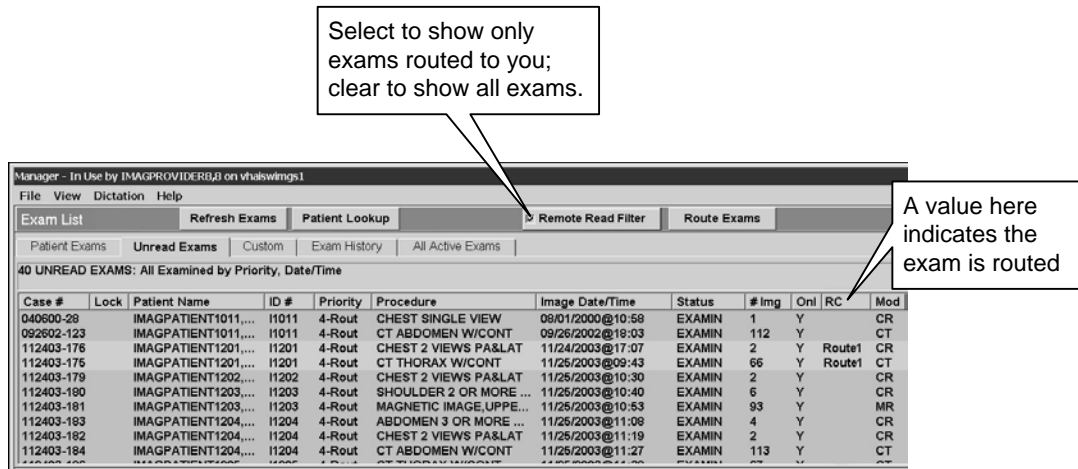 Select to show only
exams routed to you;
clear to show all exams.
Manager - In Use by IMAGPROVIDER8,8 on vhaiswimgs1
File View Dictation Help
Exam List Refresh Exams Patient Lookup Remote Read Filter Route Exams
A value here
indicates the
exam is routed
Patient Exams Unread Exams Custom Exam History All Active Exams
40 UNREAD EXAMS: All Examined by Priority, Date/Time
Case # Lock Patient Name ID # Priority Procedure Image Date/Time Status # Img Onl RC Mod
040600-28 IMAGPATIENT1011,... I1011 4-Rout CHEST SINGLE VIEW 08/01/2000@10:58 EXAMIN 1 Y CR
092602-123 IMAGPATIENT1011,... I1011 4-Rout CT ABDOMEN W/CONT 09/26/2002@18:03 EXAMIN 112 Y CT
112403-176 IMAGPATIENT1201,... I1201 4-Rout CHEST 2 VIEWS PA&LAT 11/24/2003@17:07 EXAMIN 2 Y Route1 CR
112403-175 IMAGPATIENT1201,... I1201 4-Rout CT THORAX W/CONT 11/25/2003@09:43 EXAMIN 66 Y Route1 CT
112403-179 IMAGPATIENT1202,... I1202 4-Rout CHEST 2 VIEWS PA&LAT 11/25/2003@10:30 EXAMIN 2 Y CR
112403-180 IMAGPATIENT1203,... I1203 4-Rout SHOULDER 2 OR MORE ... 11/25/2003@10:40 EXAMIN 6 Y CR
112403-181 IMAGPATIENT1203,... I1203 4-Rout MAGNETIC IMAGE,UPPE... 11/25/2003@10:53 EXAMIN 93 Y MR
112403-183 IMAGPATIENT1204,... I1204 4-Rout ABDOMEN 3 OR MORE ... 11/25/2003@11:08 EXAMIN 4 Y CR
112403-182 IMAGPATIENT1204,... I1204 4-Rout CHEST 2 VIEWS PA&LAT 11/25/2003@11:19 EXAMIN 2 Y CR
112403-184 IMAGPATIENT1204,... I1204 4-Rout CT ABDOMEN W/CONT 11/25/2003@11:27 EXAMIN 113 Y CT